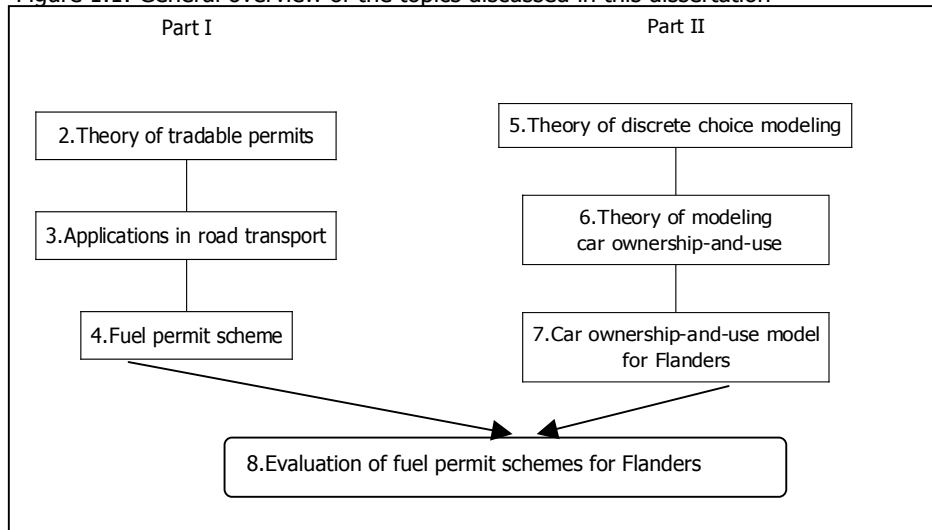 Figure 1.1: General overview of the topics discussed in this dissertation
Part I
Part II
2.Theory of tradable permits
3.Applications in road transport
4.Fuel permit scheme
5.Theory of discrete choice modeling
6.Theory of modeling
car ownership-and-use
7.Car ownership-and-use model
for Flanders
8.Evaluation of fuel permit schemes for Flanders